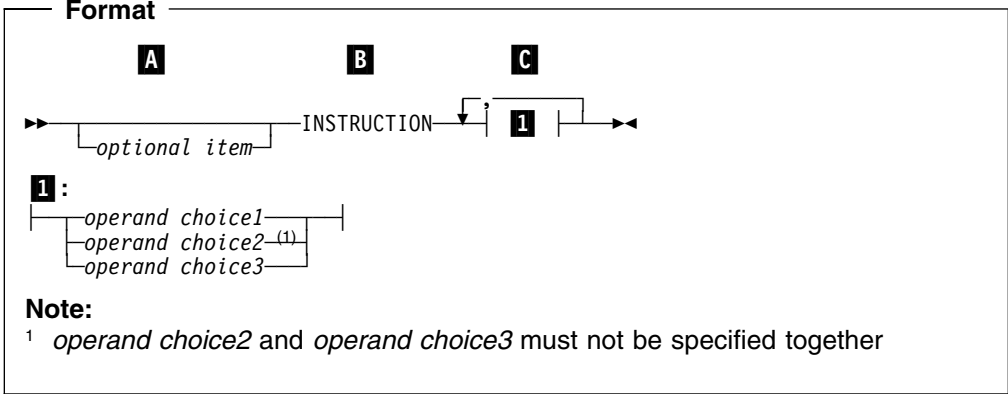 Format
A B C
,
optional item INSTRUCTION 1
1 :
operand choice1
operand choice2 (1)
operand choice3
Note:
1 operand choice2 and operand choice3 must not be specified together